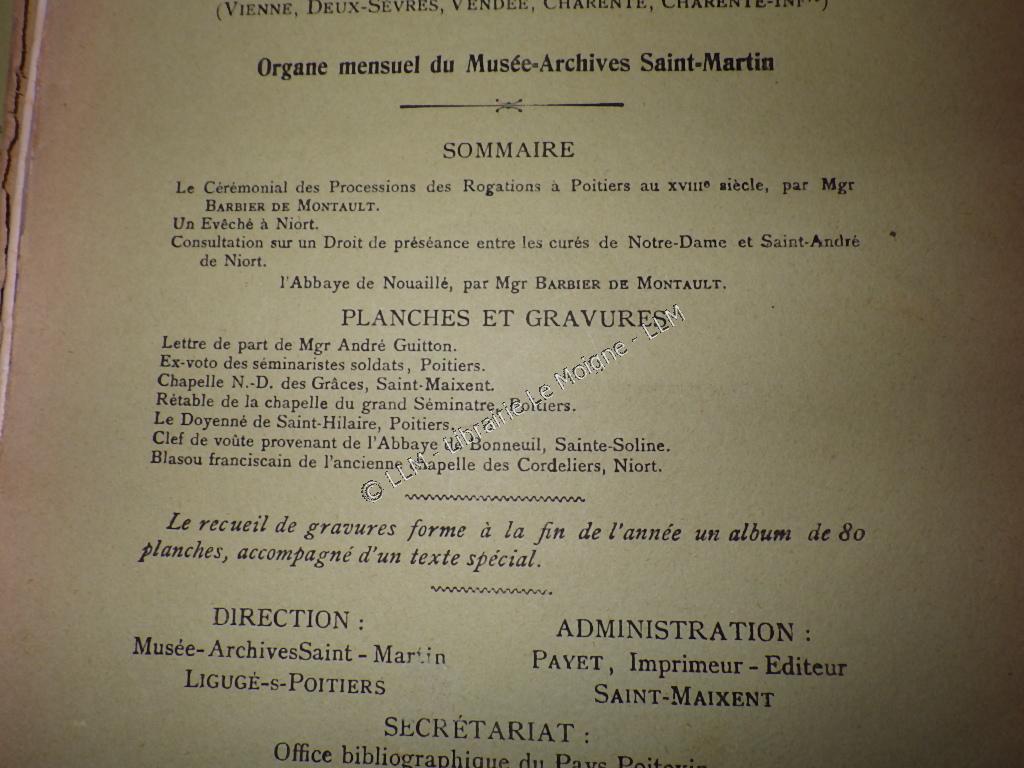 (VIENNE, DEUX-SÈVRES, VENDÉE, CHARENTE, CHARENTE-INFre)
Organe mensuel du Musée-Archives Saint-Martin
SOMMAIRE
Le Cérémonial des Processions des Rogations à Poitiers au XVIIIe siècle, par Mgr
BARBIER DE MONTAULT.
Un Evêché à Niort.
Consultation sur un Droit de préséance entre les curés de Notre-Dame et Saint-André
de Niort.
l'Abbaye de Nouaillé, par Mgr BARBIER DE MONTAULT.
PLANCHES ET GRAVURES
Lettre de part de Mgr André Guitton.
Ex-voto des séminaristes soldats, Poitiers.
Chapelle N.-D. des Grâces, Saint-Maixent.
Rétable de la chapelle du grand Séminatre, Poitiers.
Le Doyenné de Saint-Hilaire, Poitiers.
Clef de voûte provenant de l'Abbaye de Bonneuil, Sainte-Soline.
Blasou franciscain de l'ancienne chapelle des Cordeliers, Niort.
© LLM - Librairie Le Moigne - LLM
Le recueil de gravures forme à la fin de l'année un album de 80
planches, accompagné d'un texte spécial.
DIRECTION :
Musée-ArchivesSaint-Martin
LIGUGÉ-s-POITIERS
ADMINISTRATION :
PAYET, Imprimeur-Editeur
SAINT-MAIXENT
SECRÉTARIAT :
Office bibliographique du Pays Poitevin